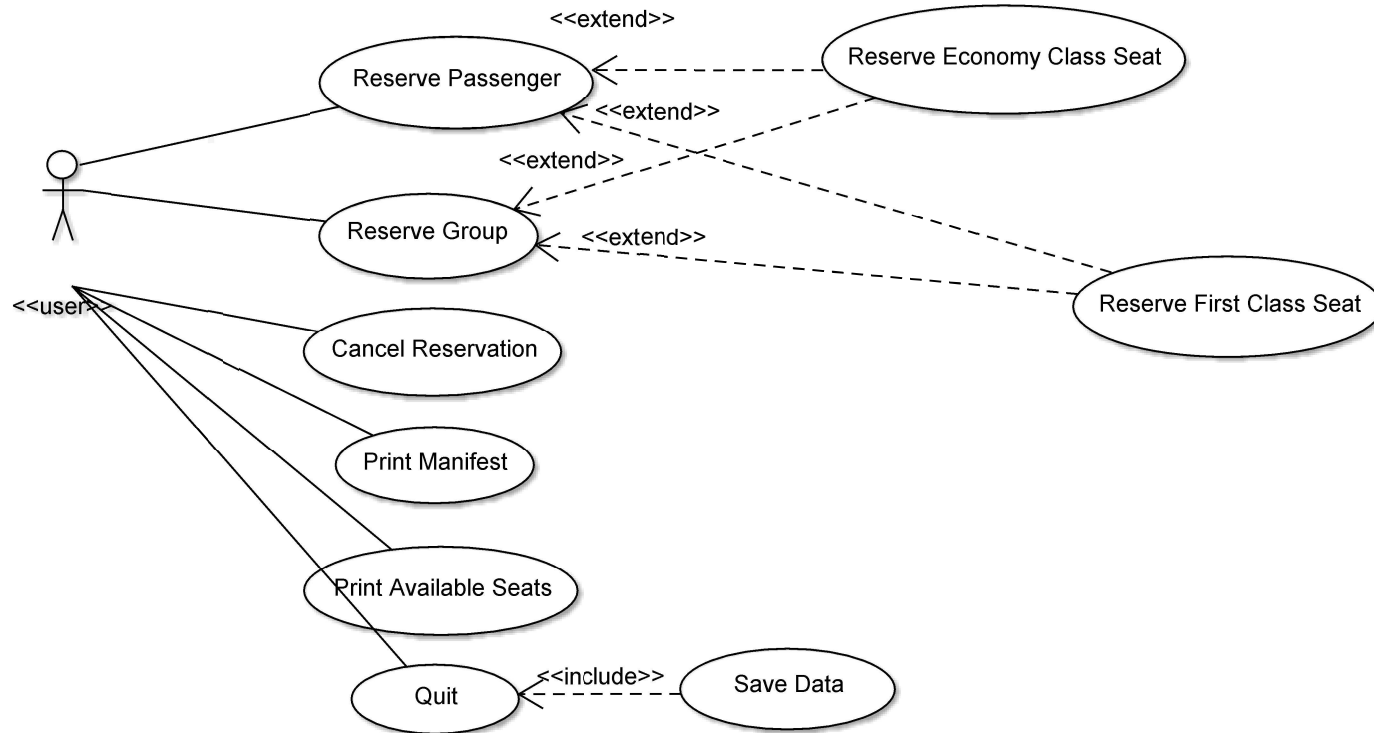 <<extend>>
Reserve Economy Class Seat
Reserve Passenger
<<extend>>
<<extend>>
Reserve Group
<<extend>>
Reserve First Class Seat
<<user>>
Cancel Reservation
Print Manifest
Print Available Seats
<<include>>
Save Data
Quit